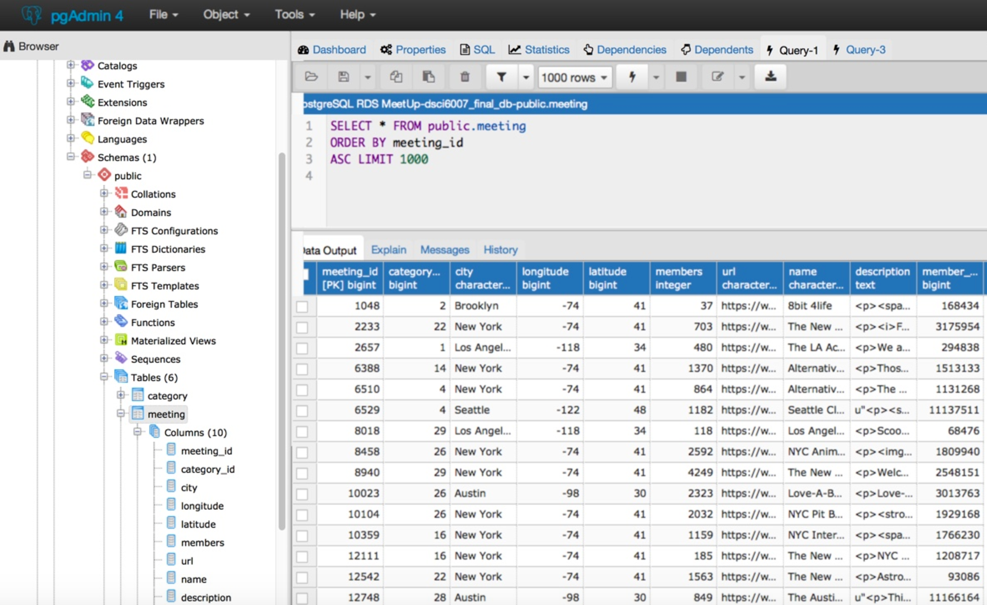 pgAdmin 4 File Object Tools Help
Browser
Dashboard Properties SQL Statistics Dependencies Dependents Query-1 Query-3
1000 rows
Catalogs
Event Triggers
Extensions
Foreign Data Wrappers
Languages
Schemas (1)
public
Collations
Domains
FTS Configurations
FTS Dictionaries
FTS Parsers
FTS Templates
Foreign Tables
Functions
Materialized Views
Sequences
Tables (6)
category
meeting
Columns (10)
meeting_id
category_id
city
longitude
latitude
members
url
name
description
ostgreSQL RDS MeetUp-dsci6007_final_db-public.meeting
1 SELECT * FROM public.meeting
2 ORDER BY meeting_id
3 ASC LIMIT 1000
4
Data Output Explain Messages History
meeting_id category... city longitude latitude members url name description member_...
[PK] bigint bigint character... bigint bigint integer character... character... text bigint
1048 2 Brooklyn -74 41 37 https://w... 8bit 4life <p><spa... 168434
2233 22 New York -74 41 703 https://w... The New ... <p><i>F... 3175954
2657 1 Los Angel... -118 34 480 https://w... The LA Ac... <p>We a... 294838
6388 14 New York -74 41 1370 https://w... Alternativ... <p>Thos... 1513133
6510 4 New York -74 41 864 https://w... Alternativ... <p>The ... 1131268
6529 4 Seattle -122 48 1182 https://w... Seattle Cl... u"<p><s... 11137511
8018 29 Los Angel... -118 34 118 https://w... Los Angel... <p>Scoo... 68476
8458 26 New York -74 41 2592 https://w... NYC Anim... <p><img... 1809940
8940 29 New York -74 41 4249 https://w... The New ... <p>Welc... 2548151
10023 26 Austin -98 30 2323 https://w... Love-A-B... <p>Love-... 3013763
10104 26 New York -74 41 2032 https://w... NYC Pit B... <p><stro... 1929168
10359 16 New York -74 41 1159 https://w... NYC Inter... <p><spa... 1766230
12111 16 New York -74 41 185 https://w... The New ... <p>NYC ... 1208717
12542 22 New York -74 41 1563 https://w... The New ... <p>Astro... 93086
12748 28 Austin -98 30 849 https://w... The Austi... u"<p>Thi... 11166164